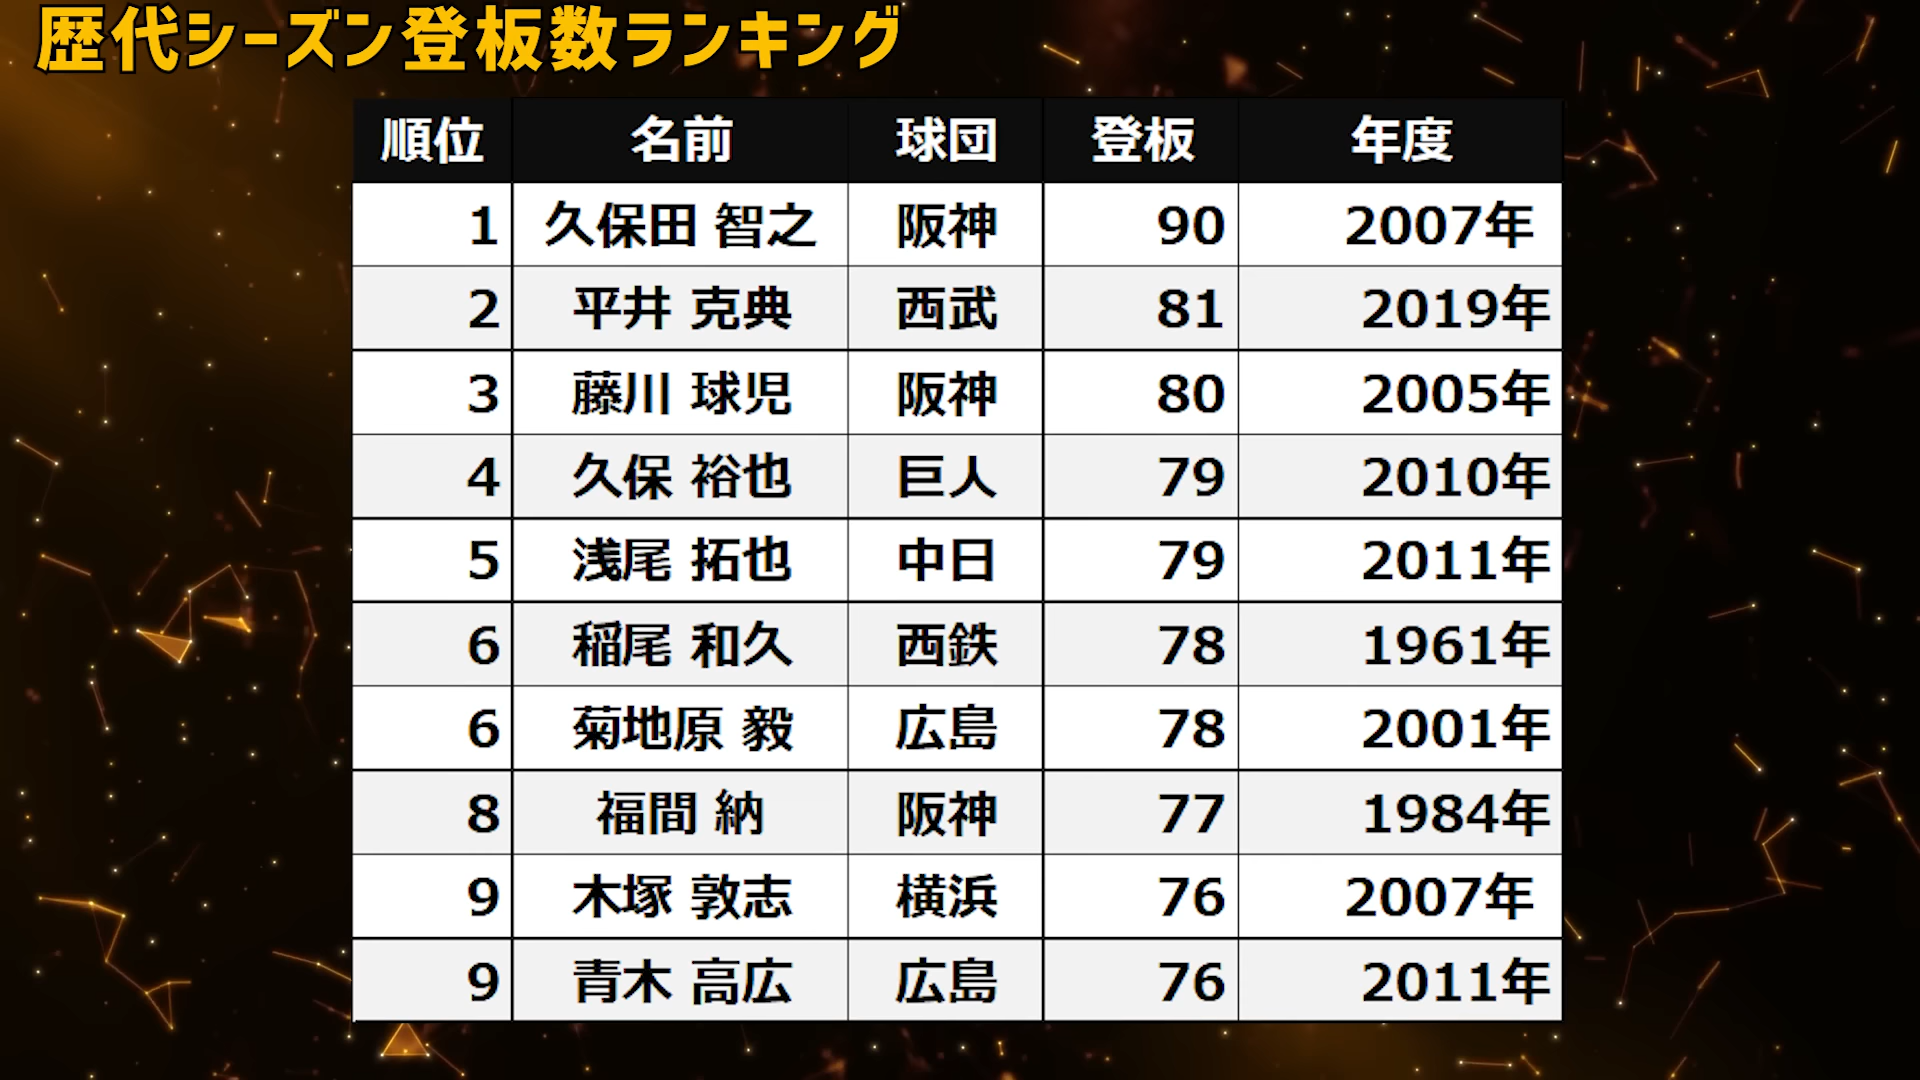 歴代シーズン登板数ランキング
順位 名前 球団 登板 年度
1 久保田 智之 阪神 90 2007年
2 平井 克典 西武 81 2019年
3 藤川 球児 阪神 80 2005年
4 久保 裕也 巨人 79 2010年
5 浅尾 拓也 中日 79 2011年
6 稲尾 和久 西鉄 78 1961年
6 菊地原 毅 広島 78 2001年
8 福間 納 阪神 77 1984年
9 木塚 敦志 横浜 76 2007年
9 青木 高広 広島 76 2011年